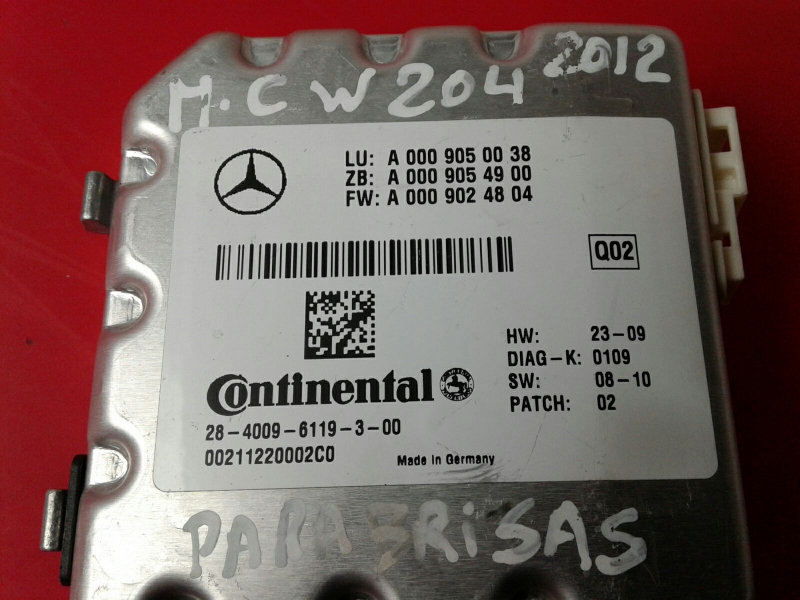 M.C W204 2012
LU: A 000 905 00 38
ZB: A 000 905 49 00
FW: A 000 902 48 04
Q02
HW: 23-09
DIAG-K: 0109
SW: 08-10
PATCH: 02
Continental
28-4009-6119-3-00
00211220002C0
Made in Germany
PARABRISAS